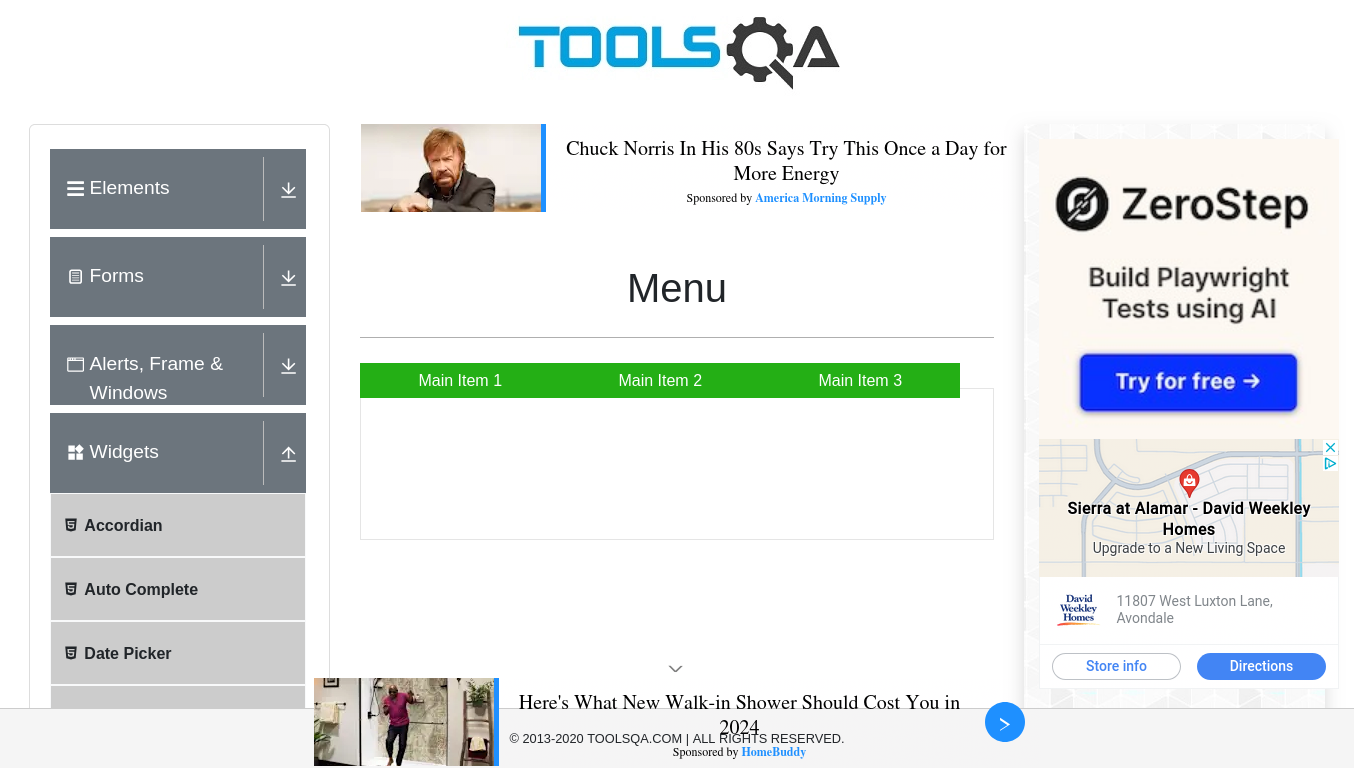 TOOLSQA
Elements
Forms
Alerts, Frame &
Windows
Widgets
Accordian
Auto Complete
Date Picker
Chuck Norris In His 80s Says Try This Once a Day for
More Energy
Sponsored by America Morning Supply
Menu
Main Item 1
Main Item 2
Main Item 3
ZeroStep
Build Playwright
Tests using AI
Try for free →
Sierra at Alamar - David Weekley
Homes
Upgrade to a New Living Space
David
Weekley
Homes
11807 West Luxton Lane,
Avondale
Store info
Directions
Here's What New Walk-in Shower Should Cost You in
2024
© 2013-2020 TOOLSQA.COM | ALL RIGHTS RESERVED.
Sponsored by HomeBuddy